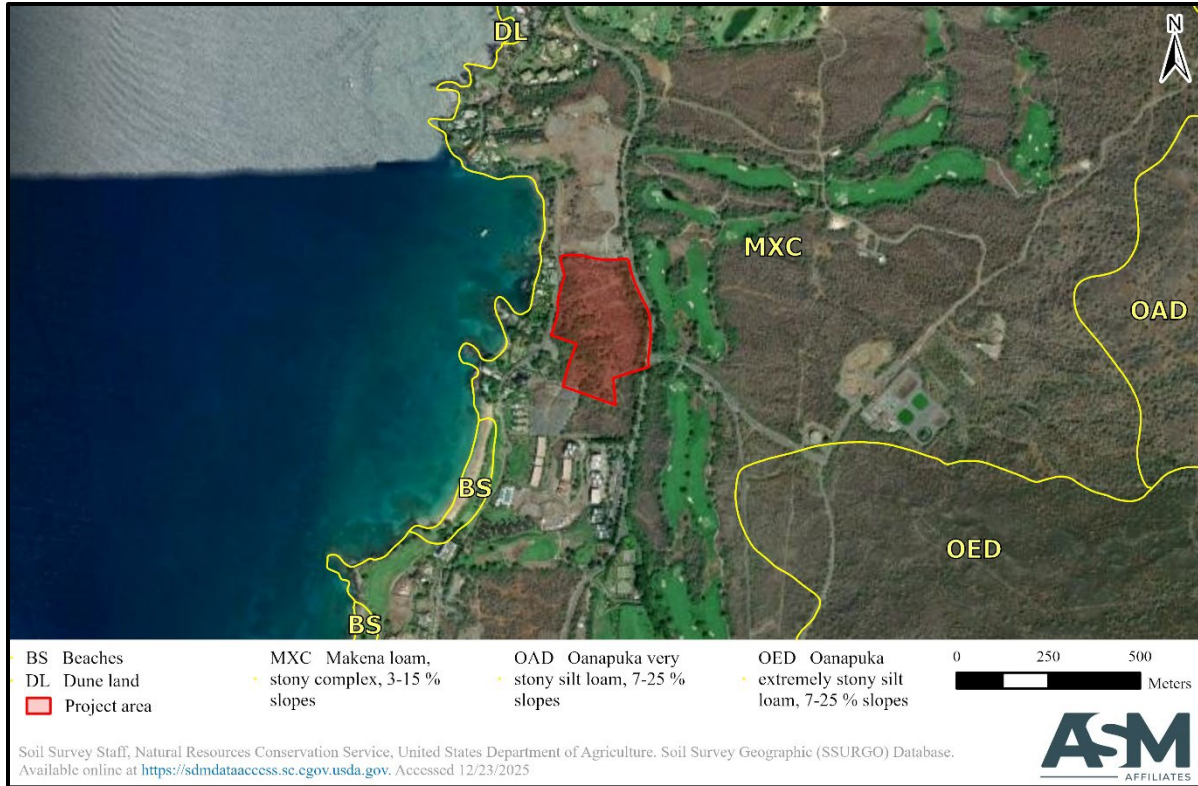 DL
N
MXC
OAD
BS
OED
BS
BS Beaches
DL Dune land
Project area
MXC Makena loam,
stony complex, 3-15 %
slopes
OAD Oanapuka very
stony silt loam, 7-25 %
slopes
OED Oanapuka
extremely stony silt
loam, 7-25 % slopes
0 250 500
Meters
Soil Survey Staff, Natural Resources Conservation Service, United States Department of Agriculture. Soil Survey Geographic (SSURGO) Database.
Available online at https://sdmdataaccess.sc.egov.usda.gov. Accessed 12/23/2025
ASM
AFFILIATES